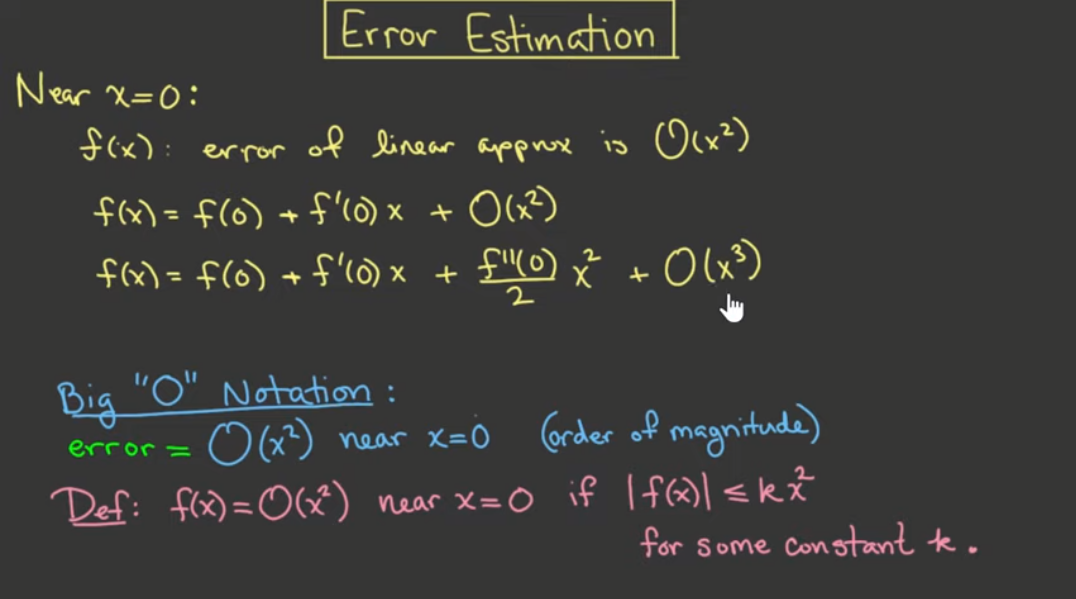 Error Estimation
Near x=0:
f(x): error of linear approx is O(x²)
f(x) = f(0) + f'(0) x + O(x²)
f(x) = f(0) + f'(0) x + f''(0)/2 x² + O(x³)
Big "O" Notation:
error = O(x²) near x=0 (order of magnitude)
Def: f(x) = O(x²) near x=0 if |f(x)| ≤ kx²
for some constant k.